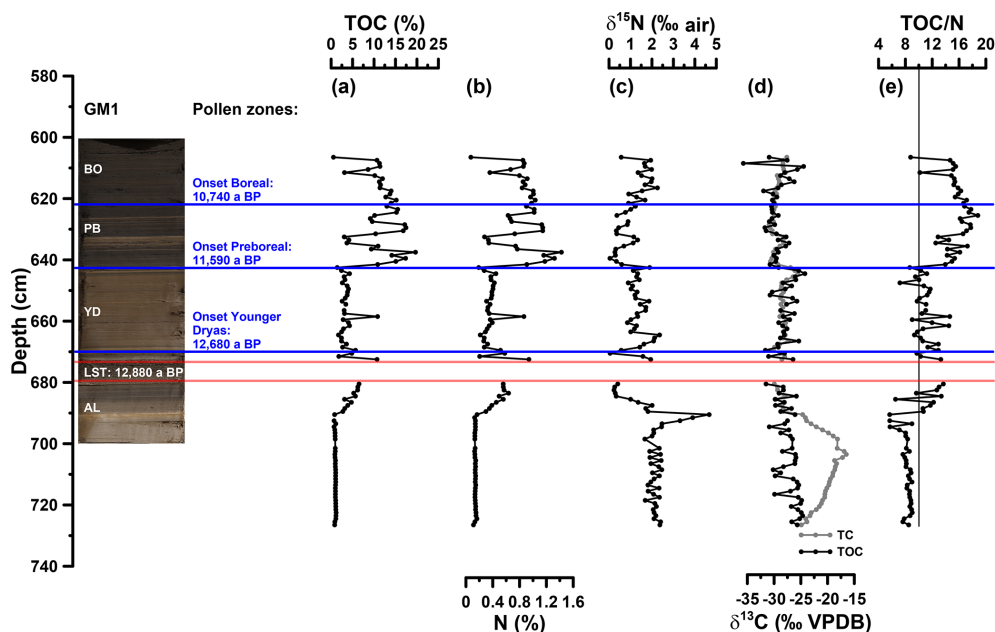 TOC (%)
0 5 10 15 20 25
δ¹⁵N (‰ air)
0 1 2 3 4 5
TOC/N
4 8 12 16 20
580
600
620
640
660
680
700
720
740
Depth (cm)
GM1
Pollen zones:
(a)
(b)
(c)
(d)
(e)
BO
Onset Boreal:
10,740 a BP
PB
Onset Preboreal:
11,590 a BP
YD
Onset Younger
Dryas:
12,680 a BP
LST: 12,880 a BP
AL
TC
TOC
0 0.4 0.8 1.2 1.6
N (%)
-35 -30 -25 -20 -15
δ¹³C (‰ VPDB)